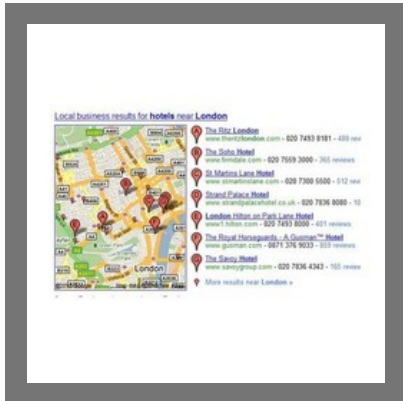 Local business results for hotels near London
The Ritz London
www.theritzlondon.com - 020 7493 8181 - 488 rev
The Soho Hotel
www.firmdale.com - 020 7559 3000 - 365 reviews
St Martins Lane Hotel
www.stmartinslane.com - 020 7300 5500 - 512 revi
Strand Palace Hotel
www.strandpalacehotel.co.uk - 020 7836 8080 - 10
London Hilton on Park Lane Hotel
www1.hilton.com - 020 7493 8000 - 401 reviews
The Royal Horseguards - A Guoman™ Hotel
www.guoman.com - 0871 376 9033 - 859 reviews
The Savoy Hotel
www.savoygroup.com - 020 7836 4343 - 165 review
More results near London »
London